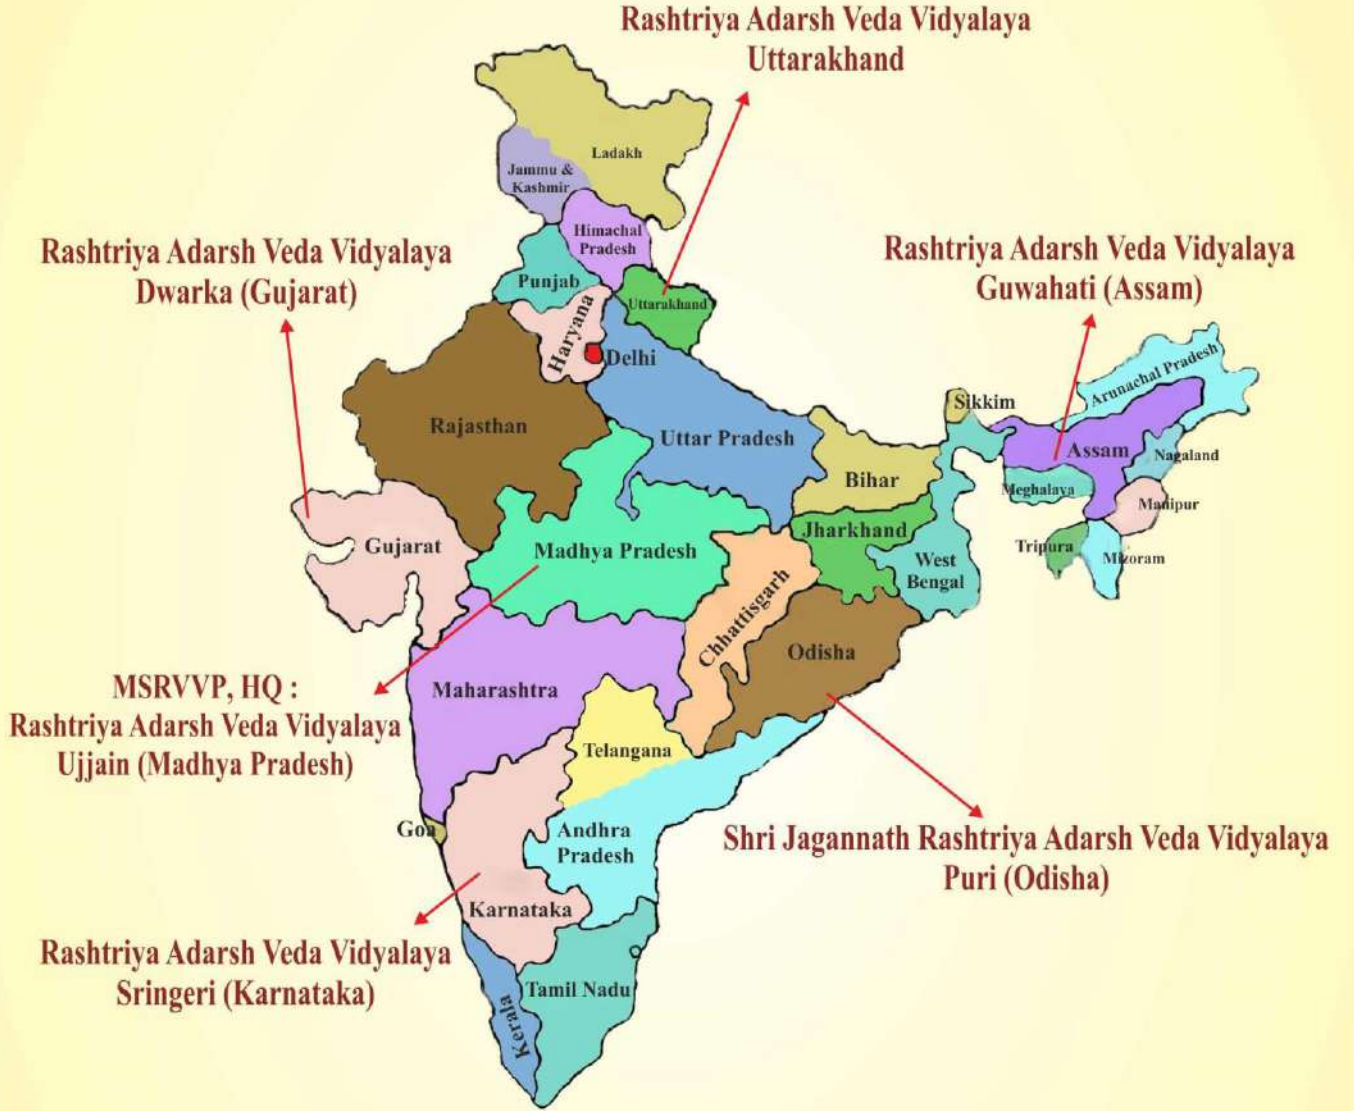 Rashtriya Adarsh Veda Vidyalaya
Uttarakhand
Ladakh
Jammu &
Kashmir
Himachal
Pradesh
Rashtriya Adarsh Veda Vidyalaya
Dwarka (Gujarat)
Rashtriya Adarsh Veda Vidyalaya
Guwahati (Assam)
Punjab
Uttarakhand
Haryana
Delhi
Arunachal Pradesh
Sikkim
Rajasthan
Uttar Pradesh
Assam
Nagaland
Bihar
Meghalaya
Manipur
Jharkhand
Gujarat
Madhya Pradesh
Tripura
Mizoram
West
Bengal
Chhattisgarh
Odisha
MSRVVP, HQ :
Rashtriya Adarsh Veda Vidyalaya
Ujjain (Madhya Pradesh)
Maharashtra
Telangana
Goa
Andhra
Pradesh
Shri Jagannath Rashtriya Adarsh Veda Vidyalaya
Puri (Odisha)
Karnataka
Rashtriya Adarsh Veda Vidyalaya
Sringeri (Karnataka)
Tamil Nadu
Kerala